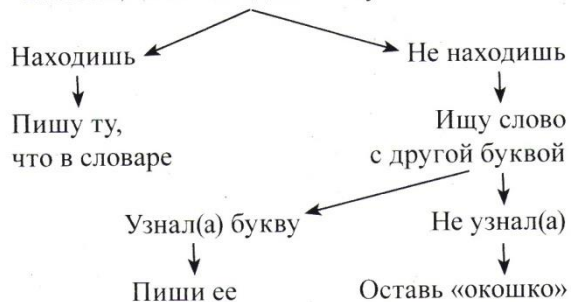 Находишь
Не находишь
Пишу ту,
что в словаре
Ищу слово
с другой буквой
Узнал(а) букву
Не узнал(а)
Пиши ее
Оставь «окошко»